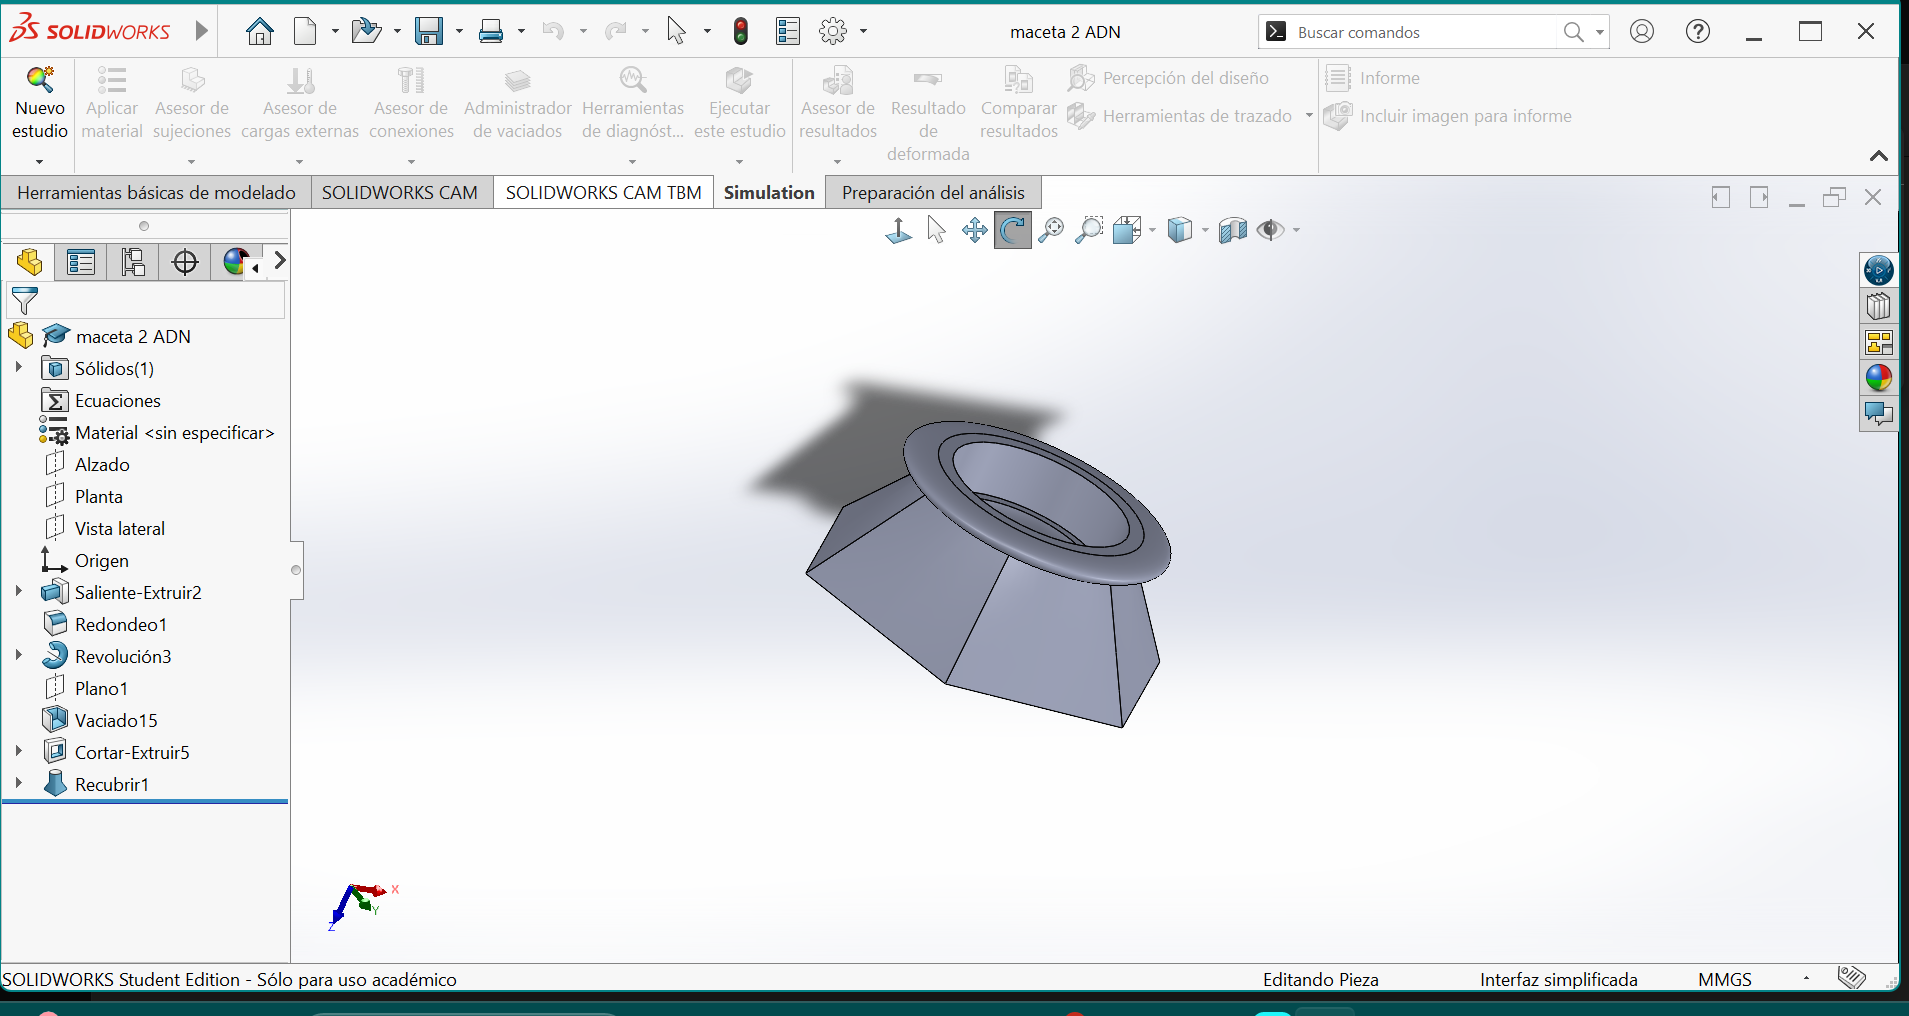 SOLIDWORKS
maceta 2 ADN
Buscar comandos
Nuevo estudio
Aplicar material
Asesor de sujeciones
Asesor de cargas externas
Asesor de conexiones
Administrador de vaciados
Herramientas de diagnóst...
Ejecutar este estudio
Asesor de resultados
Resultado de deformada
Comparar resultados
Percepción del diseño
Herramientas de trazado
Informe
Incluir imagen para informe
Herramientas básicas de modelado
SOLIDWORKS CAM
SOLIDWORKS CAM TBM
Simulation
Preparación del análisis
maceta 2 ADN
Sólidos(1)
Ecuaciones
Material <sin especificar>
Alzado
Planta
Vista lateral
Origen
Saliente-Extruir2
Redondeo1
Revolución3
Plano1
Vaciado15
Cortar-Extruir5
Recubrir1
X
Y
Z
SOLIDWORKS Student Edition - Sólo para uso académico
Editando Pieza
Interfaz simplificada
MMGS